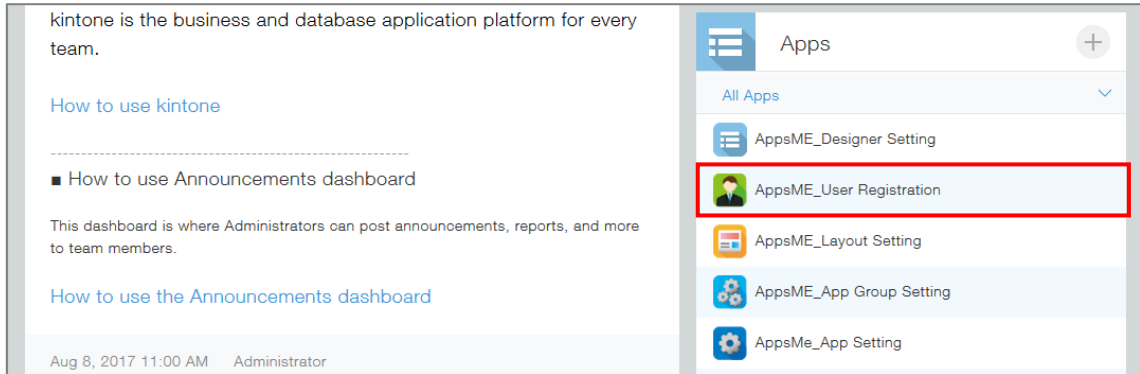 kintone is the business and database application platform for every
team.
How to use kintone
------------------------------------------------------------
■ How to use Announcements dashboard
This dashboard is where Administrators can post announcements, reports, and more
to team members.
How to use the Announcements dashboard
Aug 8, 2017 11:00 AM Administrator
Apps
All Apps
AppsME_Designer Setting
AppsME_User Registration
AppsME_Layout Setting
AppsME_App Group Setting
AppsMe_App Setting